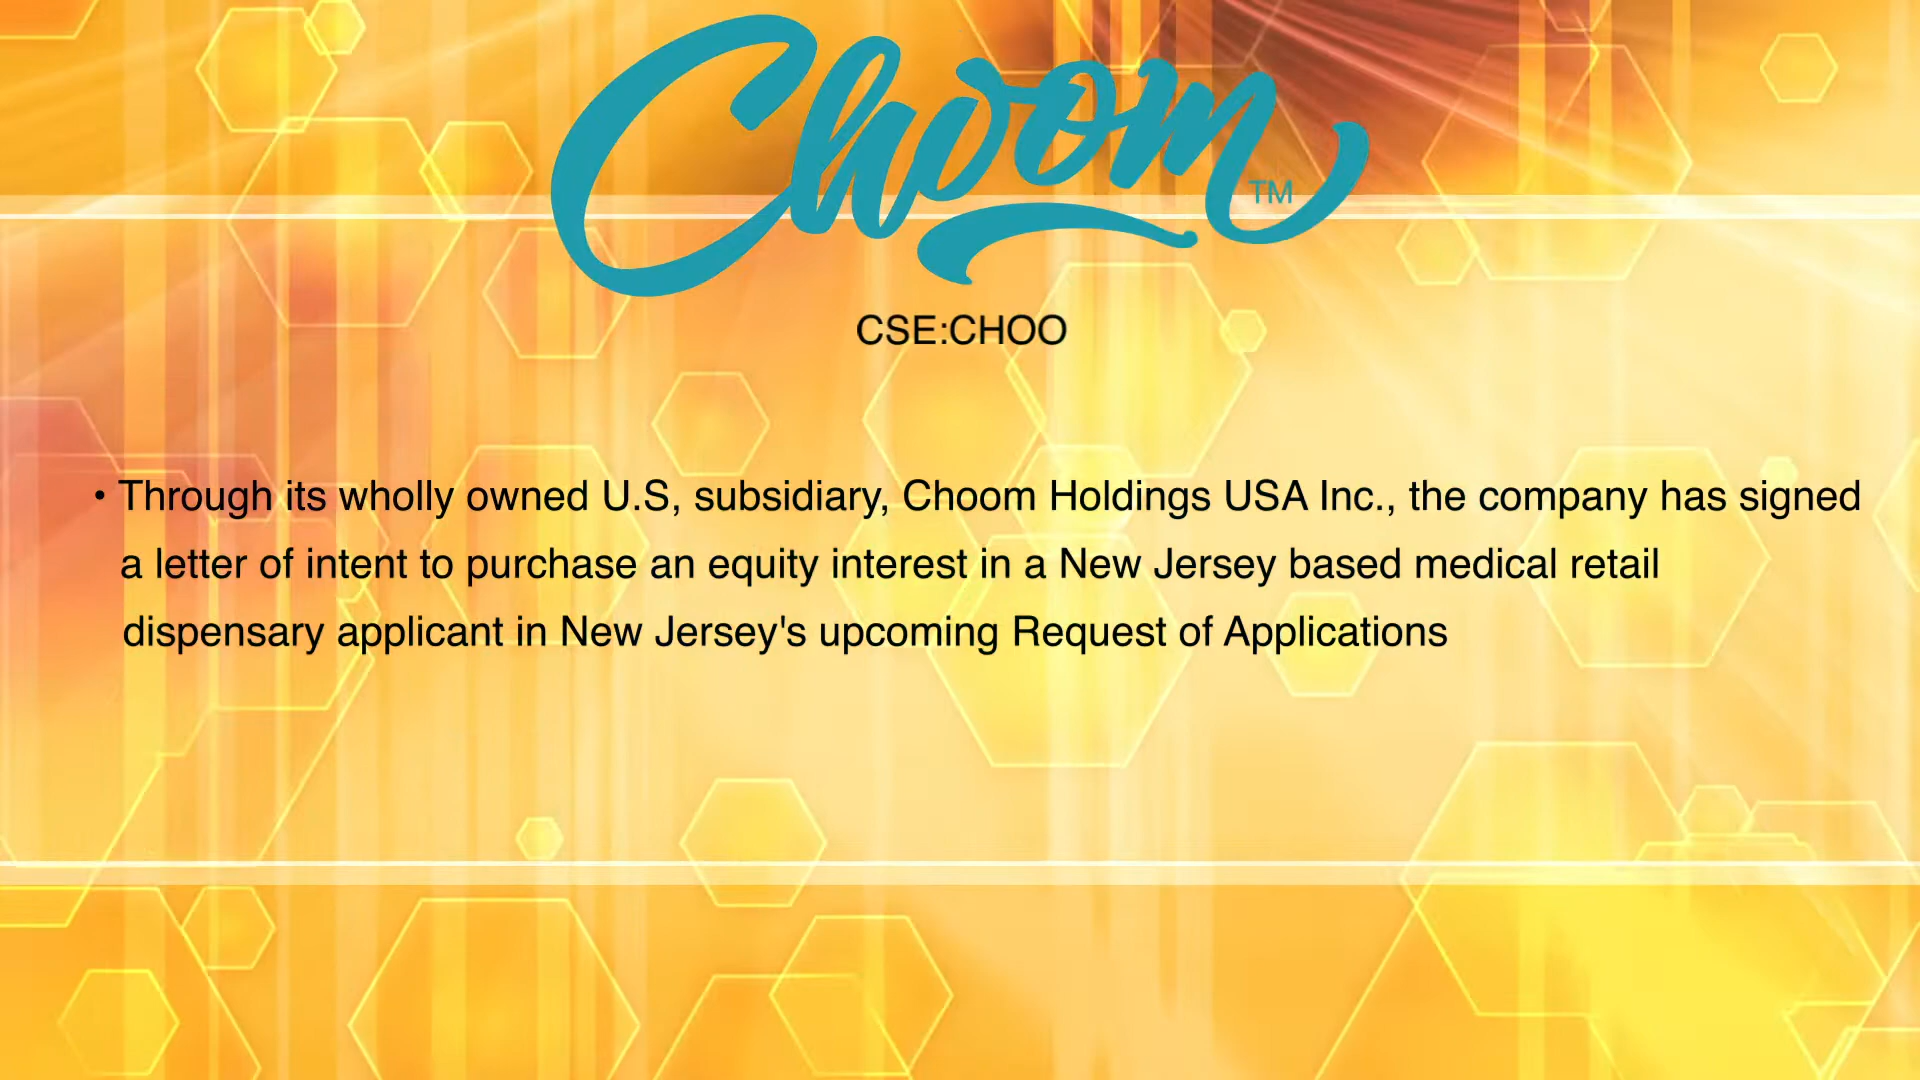 Choom TM
CSE:CHOO
• Through its wholly owned U.S, subsidiary, Choom Holdings USA Inc., the company has signed
a letter of intent to purchase an equity interest in a New Jersey based medical retail
dispensary applicant in New Jersey's upcoming Request of Applications